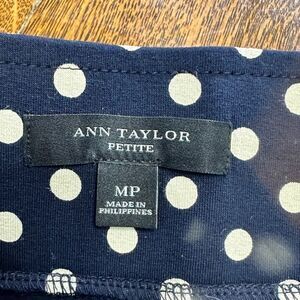 ANN TAYLOR
PETITE
MP
MADE IN
PHILIPPINES